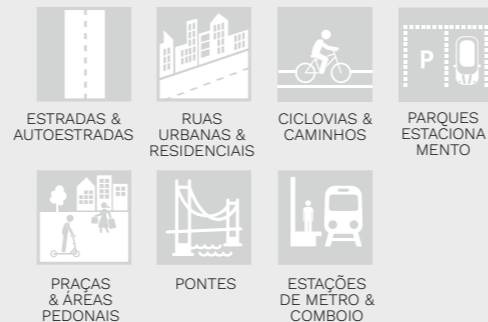 P
ESTRADAS &
AUTOESTRADAS
RUAS
URBANAS &
RESIDENCIAIS
CICLOVIAS &
CAMINHOS
PARQUES
ESTACIONA
MENTO
PRAÇAS
& ÁREAS
PEDONAIS
PONTES
ESTAÇÕES
DE METRO &
COMBOIO